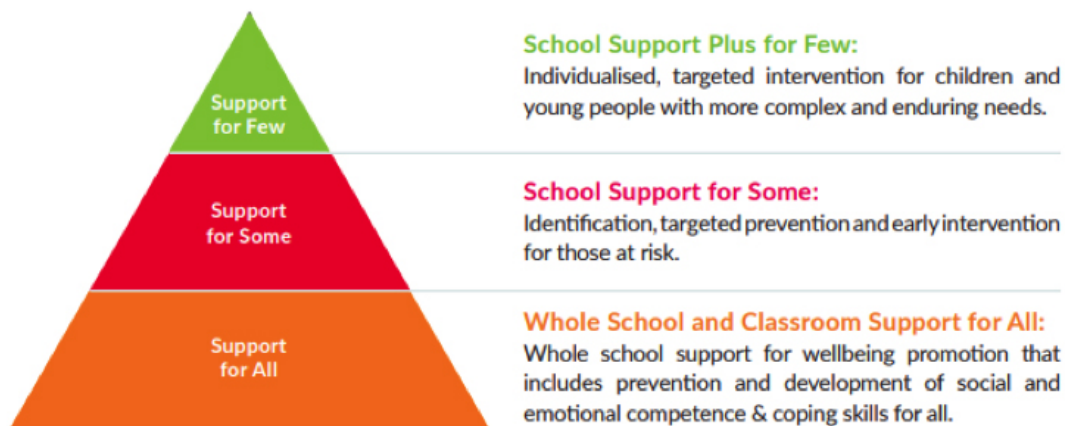 Support
for Few
School Support Plus for Few:
Individualised, targeted intervention for children and
young people with more complex and enduring needs.
Support
for Some
School Support for Some:
Identification, targeted prevention and early intervention
for those at risk.
Support
for All
Whole School and Classroom Support for All:
Whole school support for wellbeing promotion that
includes prevention and development of social and
emotional competence & coping skills for all.